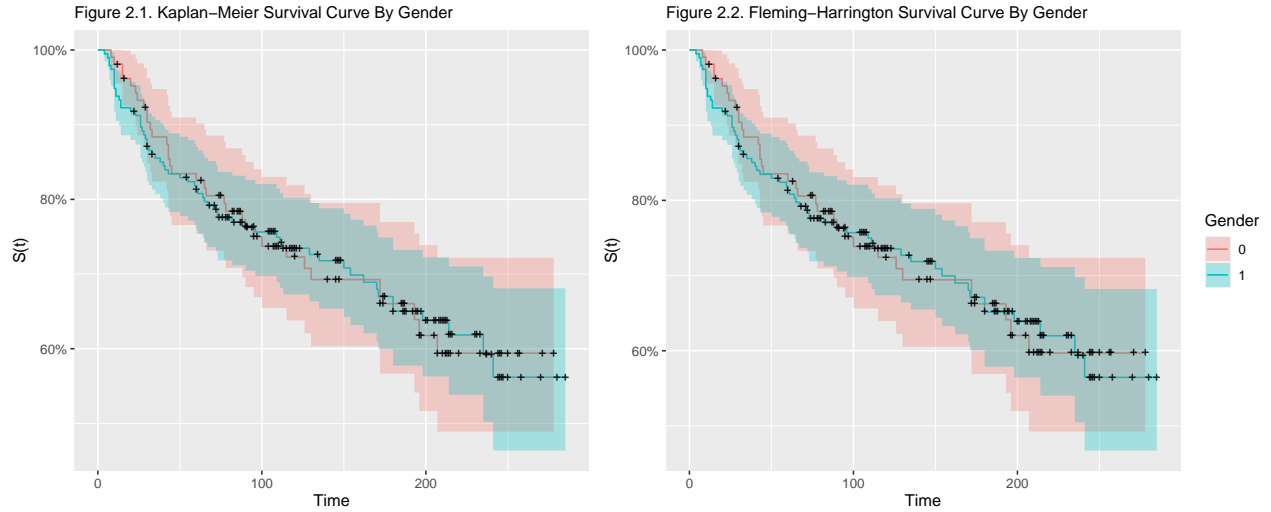 Figure 2.1. Kaplan−Meier Survival Curve By Gender
100%
80%
60%
S(t)
0
100
200
Time
Figure 2.2. Fleming−Harrington Survival Curve By Gender
100%
80%
60%
S(t)
0
100
200
Time
Gender
0
1